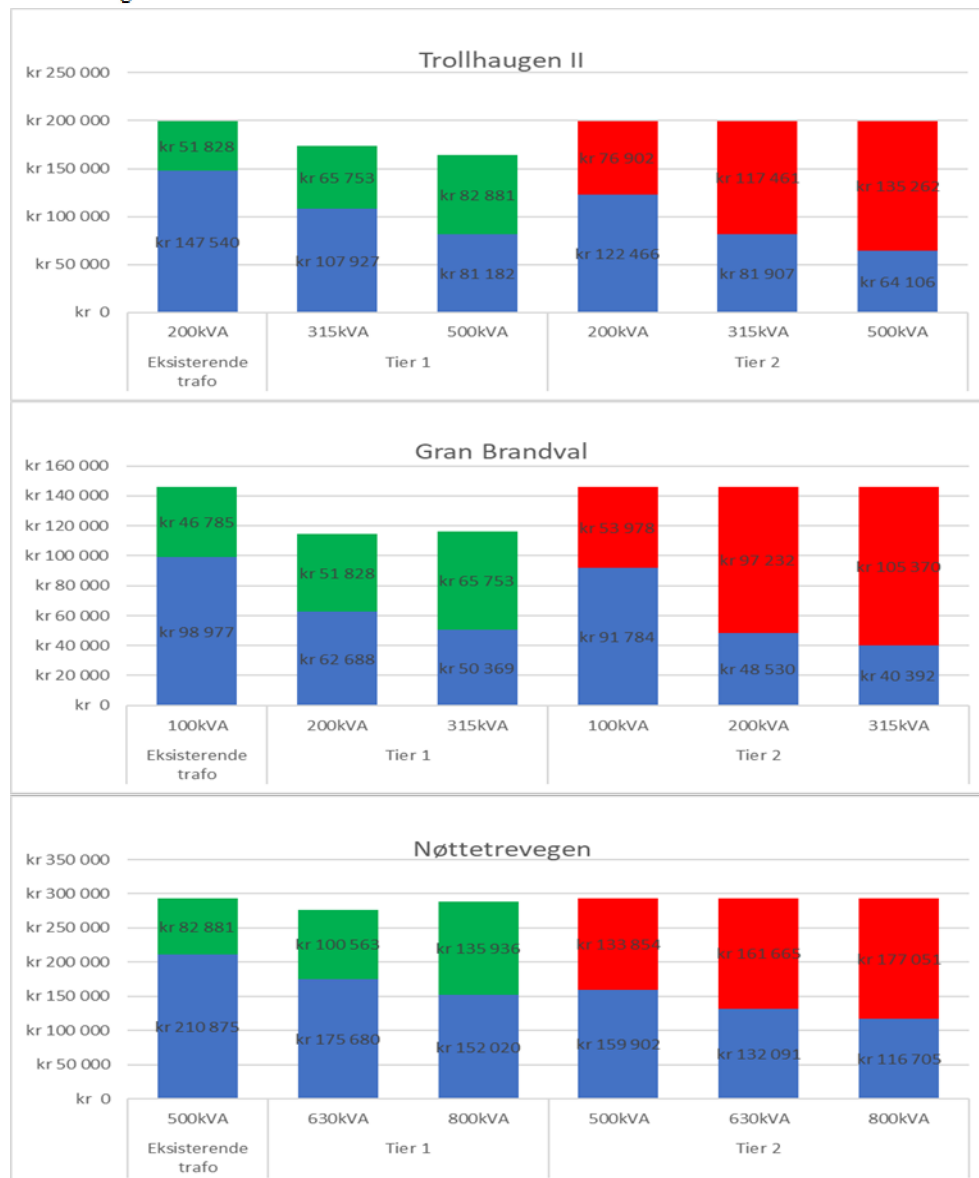 Trollhaugen II
kr 250 000
kr 200 000
kr 150 000
kr 100 000
kr 50 000
kr 0
kr 51 828
kr 65 753
kr 82 881
kr 76 902
kr 117 461
kr 135 262
kr 147 540
kr 107 927
kr 81 182
kr 122 466
kr 81 907
kr 64 106
200kVA 315kVA 500kVA 200kVA 315kVA 500kVA
Eksisterende trafo Tier 1 Tier 2
Gran Brandval
kr 160 000
kr 140 000
kr 120 000
kr 100 000
kr 80 000
kr 60 000
kr 40 000
kr 20 000
kr 0
kr 46 785
kr 51 828
kr 65 753
kr 53 978
kr 97 232
kr 105 370
kr 98 977
kr 62 688
kr 50 369
kr 91 784
kr 48 530
kr 40 392
100kVA 200kVA 315kVA 100kVA 200kVA 315kVA
Eksisterende trafo Tier 1 Tier 2
Nøttetrevegen
kr 350 000
kr 300 000
kr 250 000
kr 200 000
kr 150 000
kr 100 000
kr 50 000
kr 0
kr 82 881
kr 100 563
kr 135 936
kr 133 854
kr 161 665
kr 177 051
kr 210 875
kr 175 680
kr 152 020
kr 159 902
kr 132 091
kr 116 705
500kVA 630kVA 800kVA 500kVA 630kVA 800kVA
Eksisterende trafo Tier 1 Tier 2